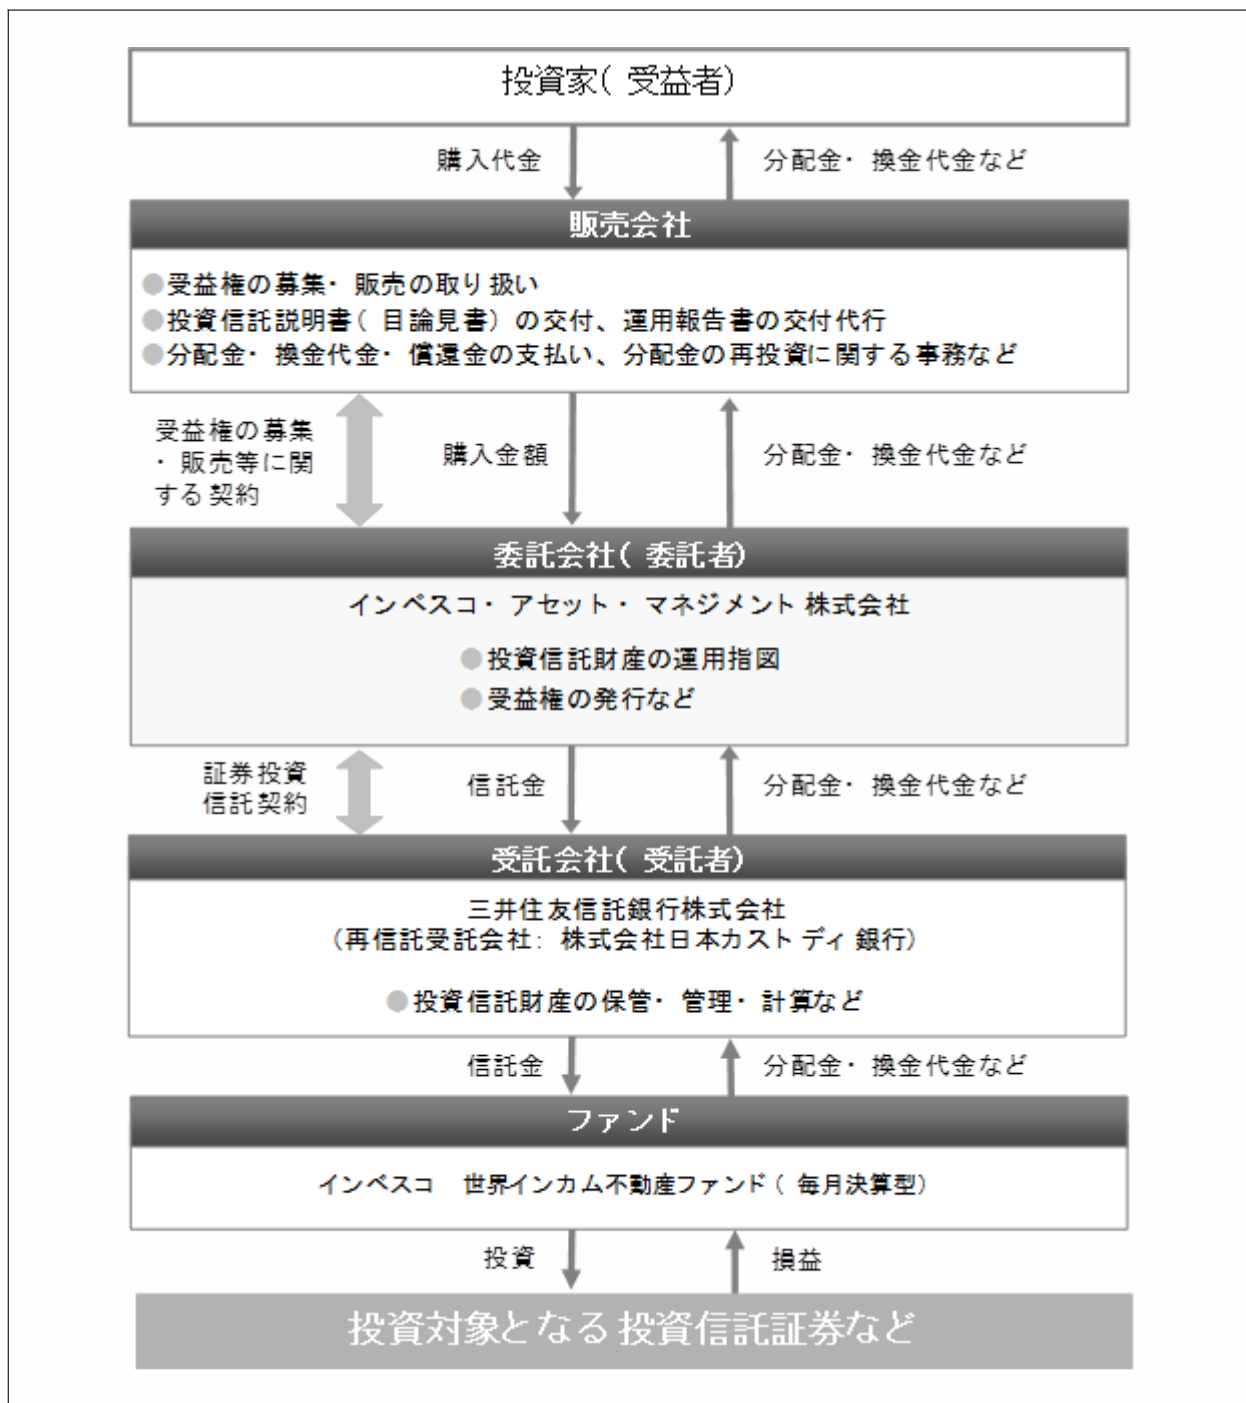 投資家(受益者)
購入代金
分配金・換金代金など
販売会社
●受益権の募集・販売の取り扱い
●投資信託説明書(目論見書)の交付、運用報告書の交付代行
●分配金・換金代金・償還金の支払い、分配金の再投資に関する事務など
受益権の募集
・販売等に関
する契約
購入金額
分配金・換金代金など
委託会社(委託者)
インベスコ・アセット・マネジメント株式会社
●投資信託財産の運用指図
●受益権の発行など
証券投資
信託契約
信託金
分配金・換金代金など
受託会社(受託者)
三井住友信託銀行株式会社
(再信託受託会社:株式会社日本カストディ銀行)
●投資信託財産の保管・管理・計算など
信託金
分配金・換金代金など
ファンド
インベスコ 世界インカム不動産ファンド(毎月決算型)
投資
損益
投資対象となる投資信託証券など